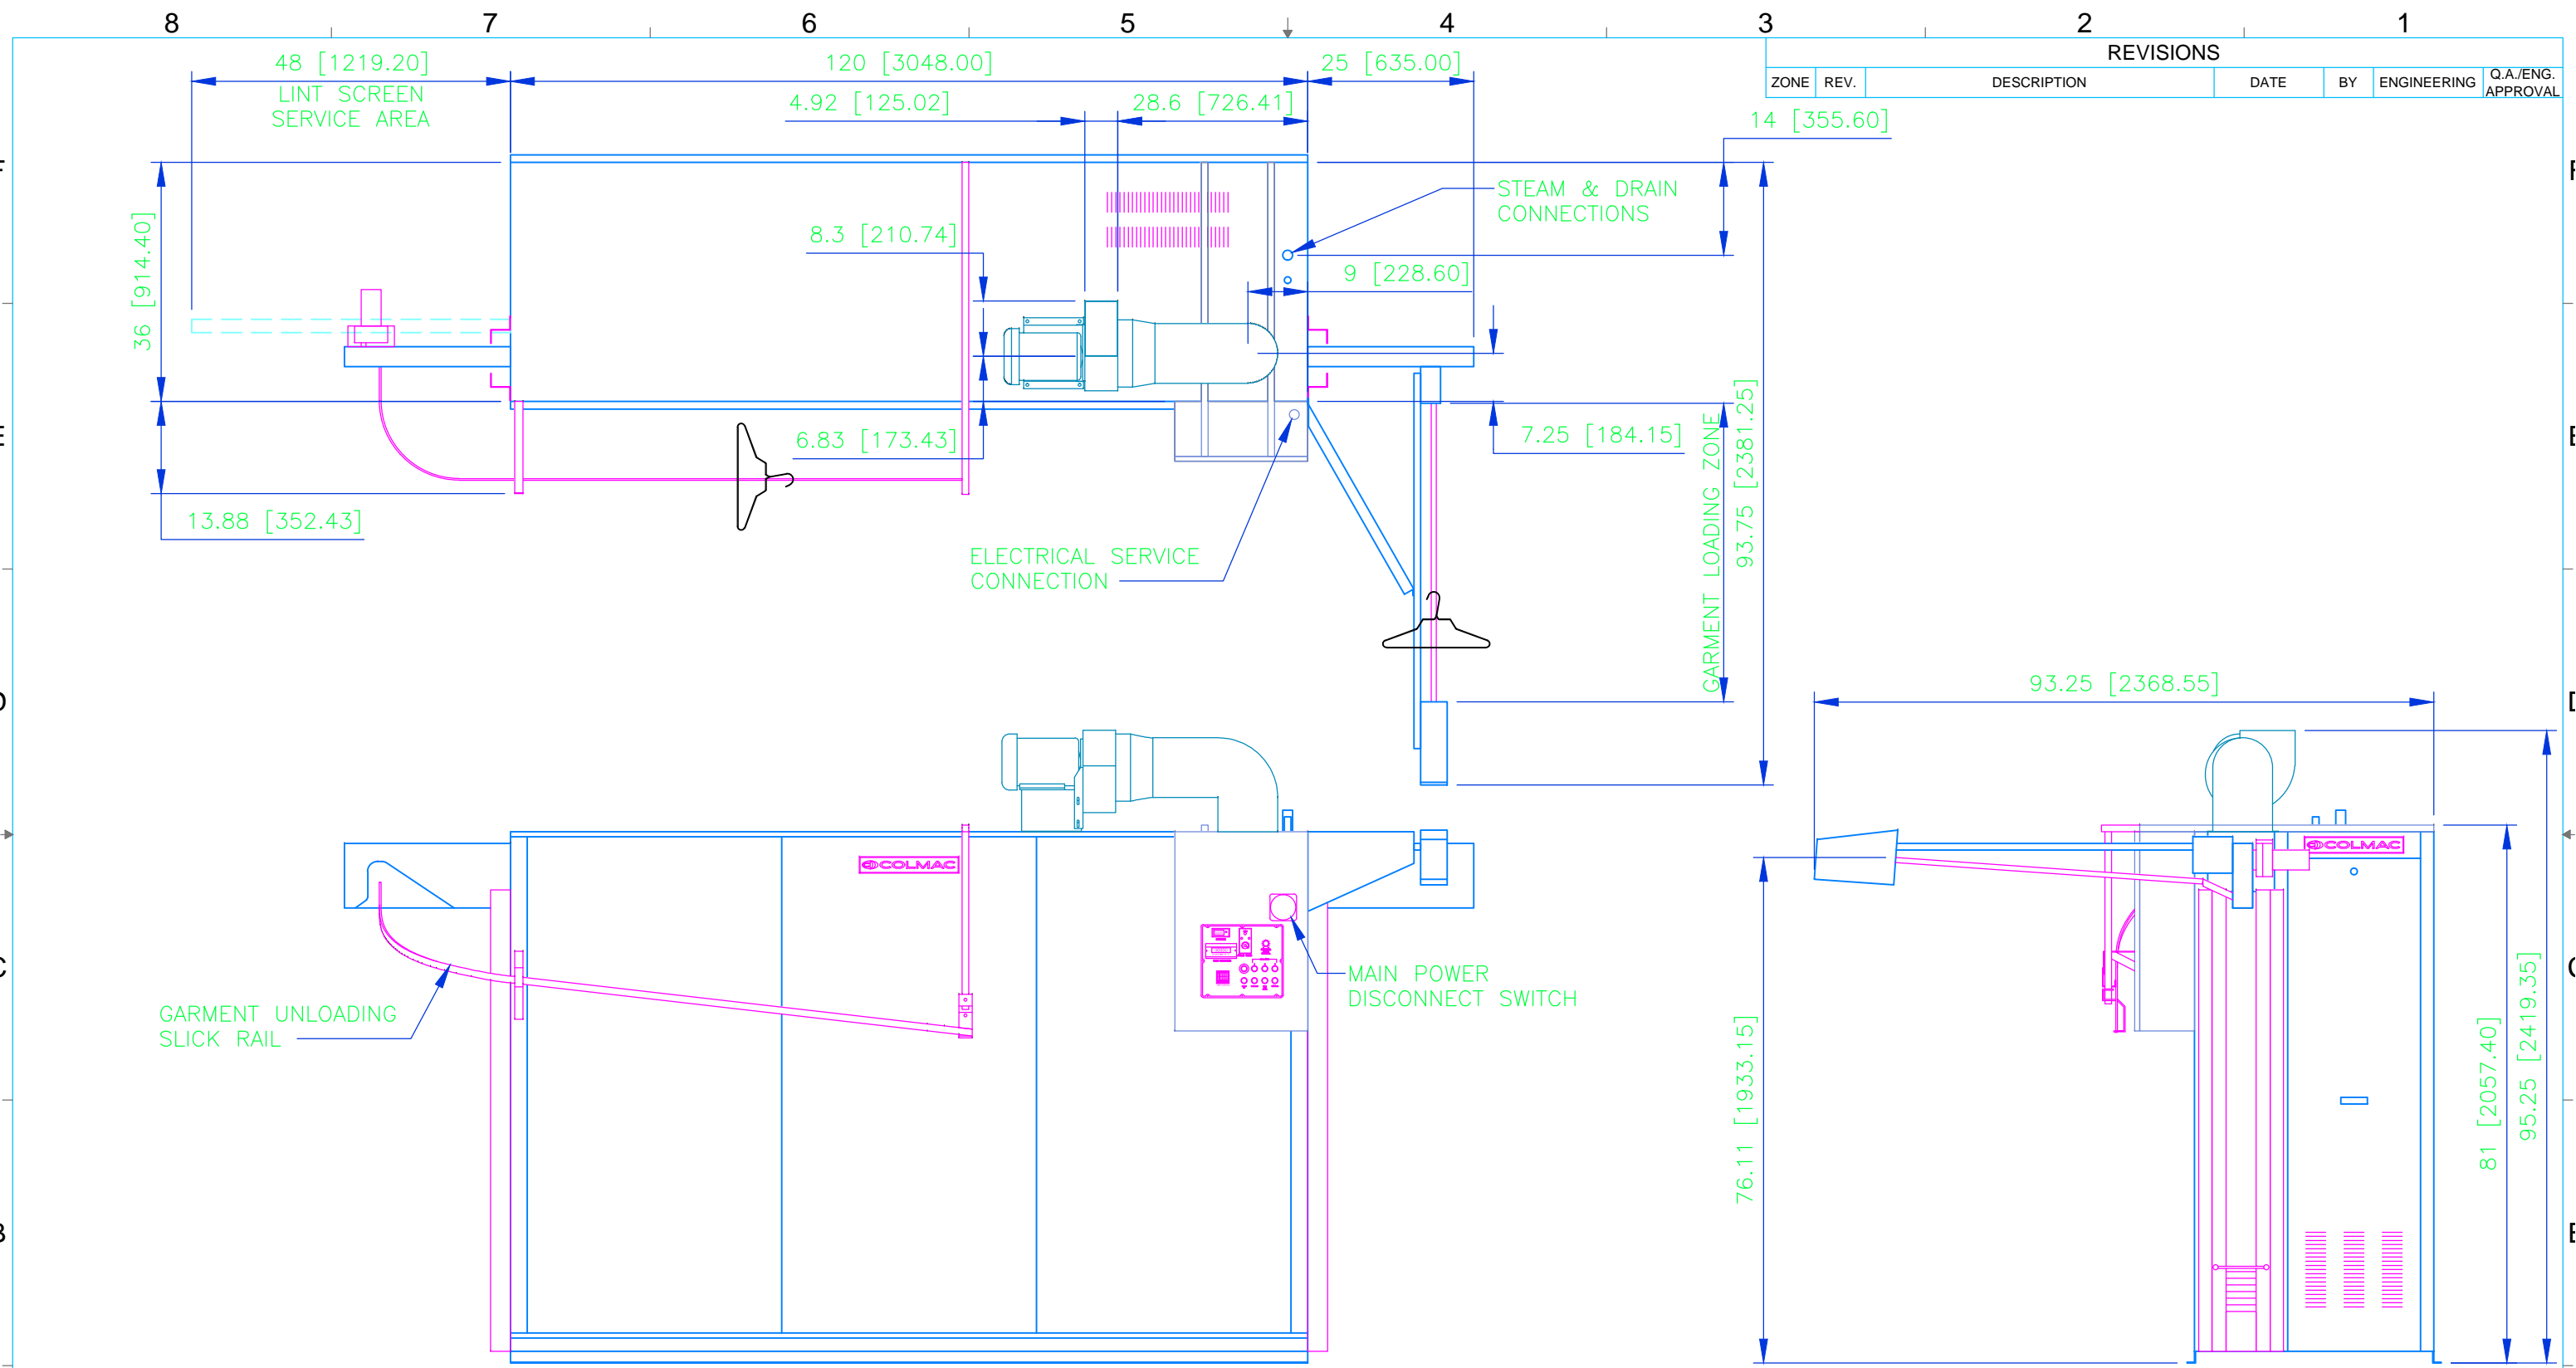 8 7 6 5 4 3 2 1
REVISIONS
ZONE REV. DESCRIPTION DATE BY ENGINEERING Q.A./ENG. APPROVAL
48 [1219.20]
LINT SCREEN
SERVICE AREA
120 [3048.00]
25 [635.00]
4.92 [125.02]
28.6 [726.41]
14 [355.60]
STEAM & DRAIN
CONNECTIONS
36 [914.40]
8.3 [210.74]
9 [228.60]
6.83 [173.43]
7.25 [184.15]
13.88 [352.43]
GARMENT LOADING ZONE
93.75 [2381.25]
ELECTRICAL SERVICE
CONNECTION
93.25 [2368.55]
COLMAC
COLMAC
MAIN POWER
DISCONNECT SWITCH
GARMENT UNLOADING
SLICK RAIL
76.11 [1933.15]
81 [2057.40]
95.25 [2419.35]